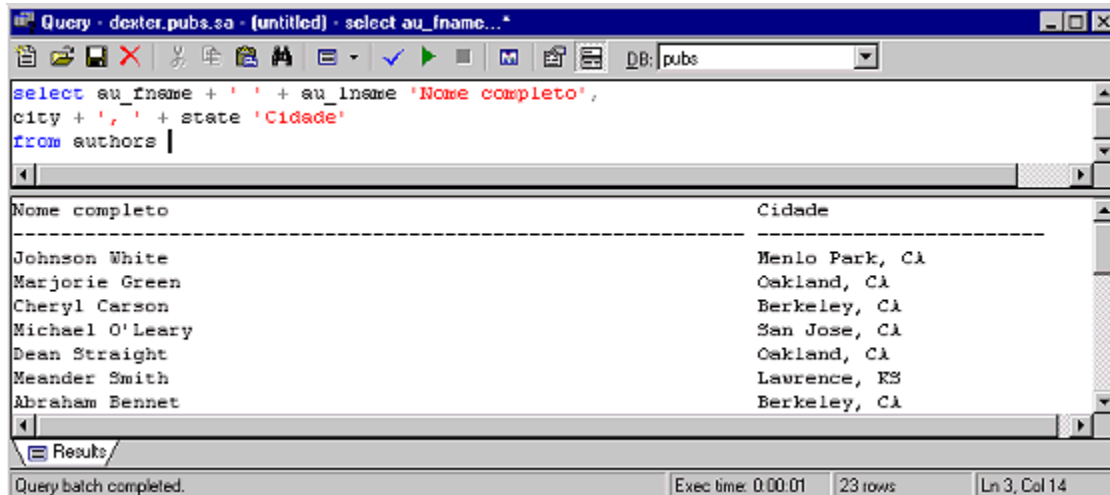 Query - dexter.pubs.sa - (untitled) - select au_fname...*
DB: pubs
select au_fname + ' ' + au_lname 'Nome completo',
city + ', ' + state 'Cidade'
from authors
Nome completo Cidade
------------------------------------------------------------- ------------------------
Johnson White Menlo Park, CA
Marjorie Green Oakland, CA
Cheryl Carson Berkeley, CA
Michael O'Leary San Jose, CA
Dean Straight Oakland, CA
Meander Smith Lawrence, KS
Abraham Bennet Berkeley, CA
Results
Query batch completed. Exec time: 0:00:01 23 rows Ln 3, Col 14